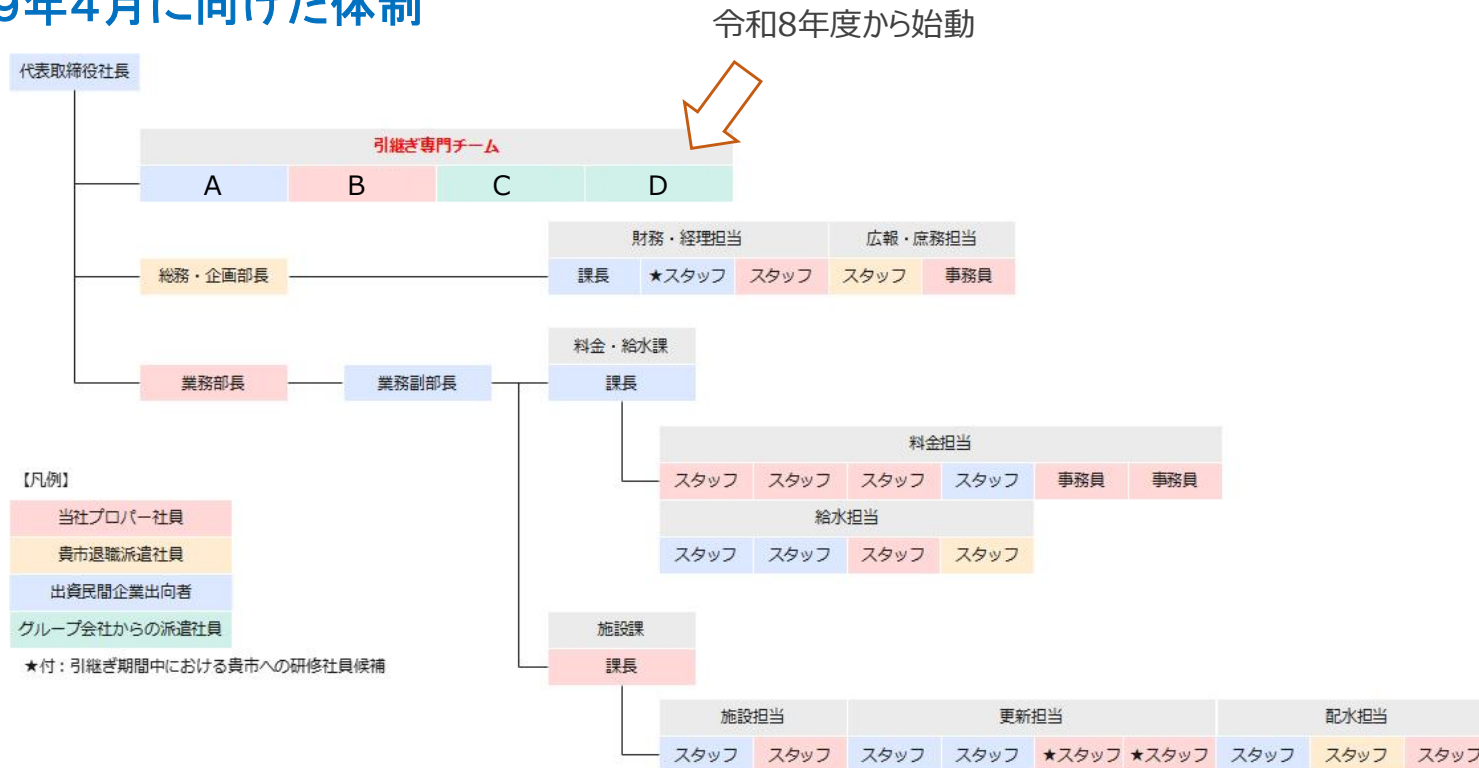 9年4月に向けた体制
令和8年度から始動
代表取締役社長
引継ぎ専門チーム
A B C D
財務・経理担当 広報・庶務担当
総務・企画部長 課長 ★スタッフ スタッフ スタッフ 事務員
料金・給水課
業務部長 業務副部長 課長
料金担当
スタッフ スタッフ スタッフ スタッフ 事務員 事務員
給水担当
スタッフ スタッフ スタッフ スタッフ
【凡例】
当社プロパー社員
貴市退職派遣社員
出資民間企業出向者
グループ会社からの派遣社員
★付：引継ぎ期間中における貴市への研修社員候補
施設課
課長
施設担当 更新担当 配水担当
スタッフ スタッフ スタッフ スタッフ ★スタッフ ★スタッフ スタッフ スタッフ スタッフ